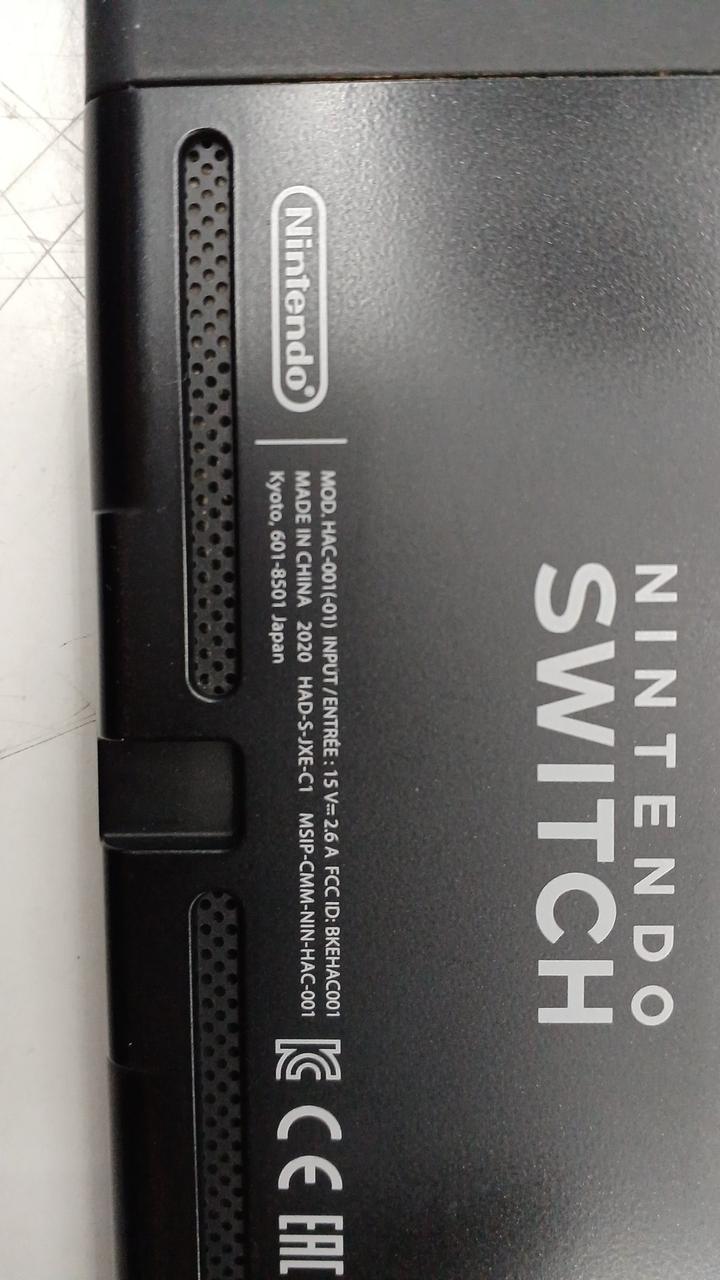 Nintendo®
MOD. HAC-001(-01) INPUT/ENTRÉE : 15 V⎓ 2.6 A FCC ID: BKEHAC001
MADE IN CHINA 2020 HAD-S-JXE-C1 MSIP-CMM-NIN-HAC-001
Kyoto, 601-8501 Japan
CE EAC
NINTENDO
SWITCH